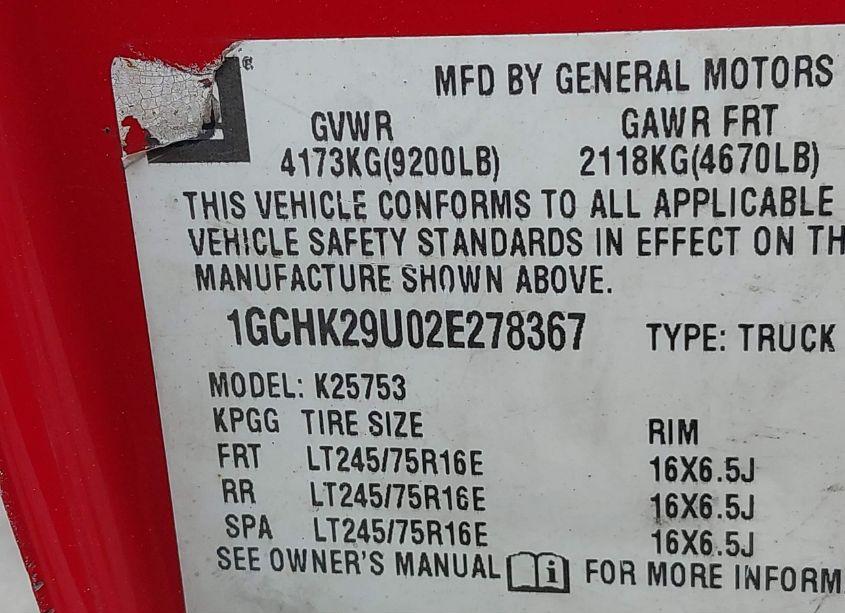 ®
MFD BY GENERAL MOTORS
GVWR GAWR FRT
4173KG(9200LB) 2118KG(4670LB)
THIS VEHICLE CONFORMS TO ALL APPLICABLE
VEHICLE SAFETY STANDARDS IN EFFECT ON TH
MANUFACTURE SHOWN ABOVE.
1GCHK29U02E278367 TYPE: TRUCK
MODEL: K25753
KPGG TIRE SIZE RIM
FRT LT245/75R16E 16X6.5J
RR LT245/75R16E 16X6.5J
SPA LT245/75R16E 16X6.5J
SEE OWNER'S MANUAL i FOR MORE INFORM